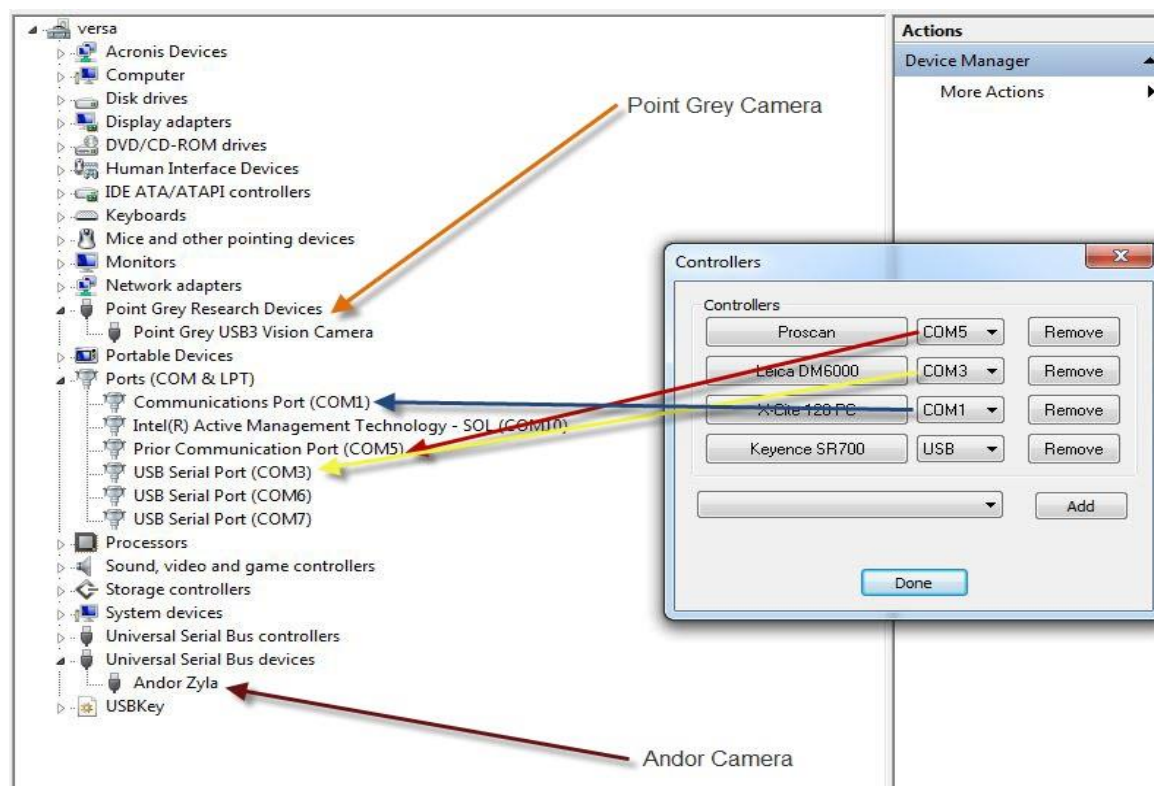 versa
Acronis Devices
Computer
Disk drives
Display adapters
DVD/CD-ROM drives
Human Interface Devices
IDE ATA/ATAPI controllers
Keyboards
Mice and other pointing devices
Monitors
Network adapters
Point Grey Research Devices
Point Grey USB3 Vision Camera
Portable Devices
Ports (COM & LPT)
Communications Port (COM1)
Intel(R) Active Management Technology - SOL (COM10)
Prior Communication Port (COM5)
USB Serial Port (COM3)
USB Serial Port (COM6)
USB Serial Port (COM7)
Processors
Sound, video and game controllers
Storage controllers
System devices
Universal Serial Bus controllers
Universal Serial Bus devices
Andor Zyla
USBKey
Point Grey Camera
Andor Camera
Actions
Device Manager
More Actions
Controllers
Controllers
Proscan COM5 Remove
Leica DM6000 COM3 Remove
X-Cite 120 PC COM1 Remove
Keyence SR700 USB Remove
Add
Done